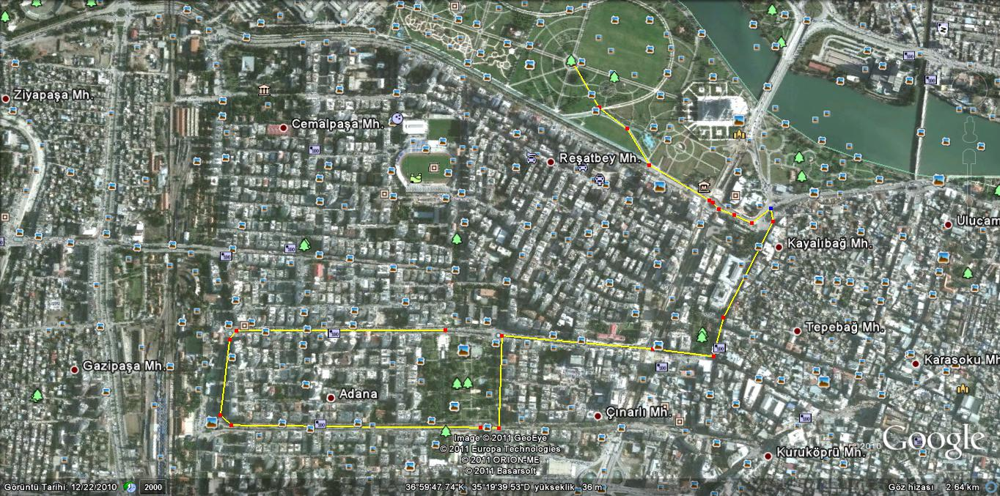 Ziyapaşa Mh.
Cemalpaşa Mh.
Reşatbey Mh.
Ulucam
Kayalıbağ Mh.
Tepebağ Mh.
Karasoku Mh
Gazipaşa Mh.
Adana
Çınarlı Mh.
Kuruköprü Mh.
Image © 2011 GeoEye
© 2011 Europa Technologies
© 2011 ORION-ME
© 2011 Basarsoft
©2010 Google
Görüntü Tarihi: 12/22/2010 2000 36°59'47.74"K 35°19'39.53"D yükseklik 36 m Göz hizası 2.64 km